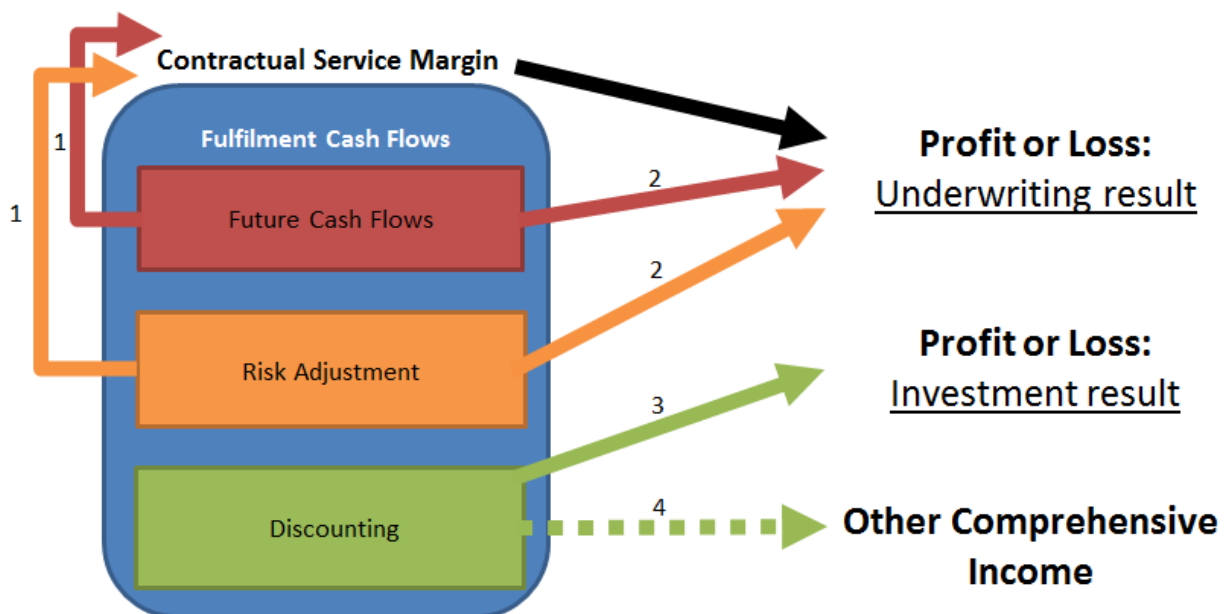 Contractual Service Margin
Fulfilment Cash Flows
1
Future Cash Flows
2
Profit or Loss:
Underwriting result
1
2
Risk Adjustment
3
Profit or Loss:
Investment result
Discounting
4
Other Comprehensive
Income